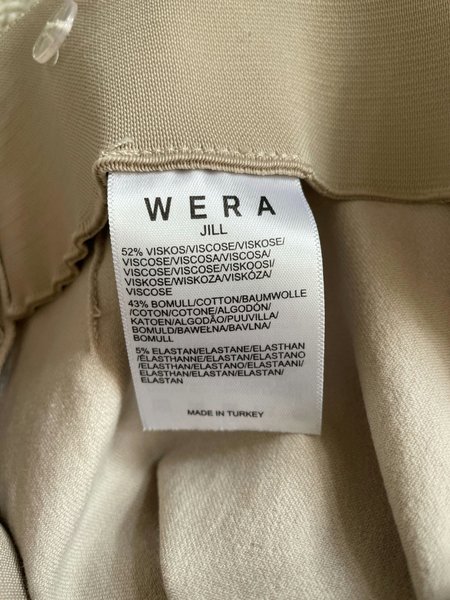 WERA
JILL
52% VISKOS/VISCOSE/VISKOSE/
VISCOSE/VISCOSA/VISCOSA/
VISCOSE/VISCOSE/VISKOOSI/
VISKOSE/WISKOZA/VISKÓZA/
VISCOSE
43% BOMULL/COTTON/BAUMWOLLE
/COTON/COTONE/ALGODÓN/
KATOEN/ALGODÃO/PUUVILLA/
BOMULD/BAWEŁNA/BAVLNA/
BOMULL
5% ELASTAN/ELASTANE/ELASTHAN
/ÉLASTHANNE/ELASTAN/ELASTANO
/ELASTHAN/ELASTANO/ELASTAANI/
ELASTHAN/ELASTAN/ELASTAN/
ELASTAN
MADE IN TURKEY